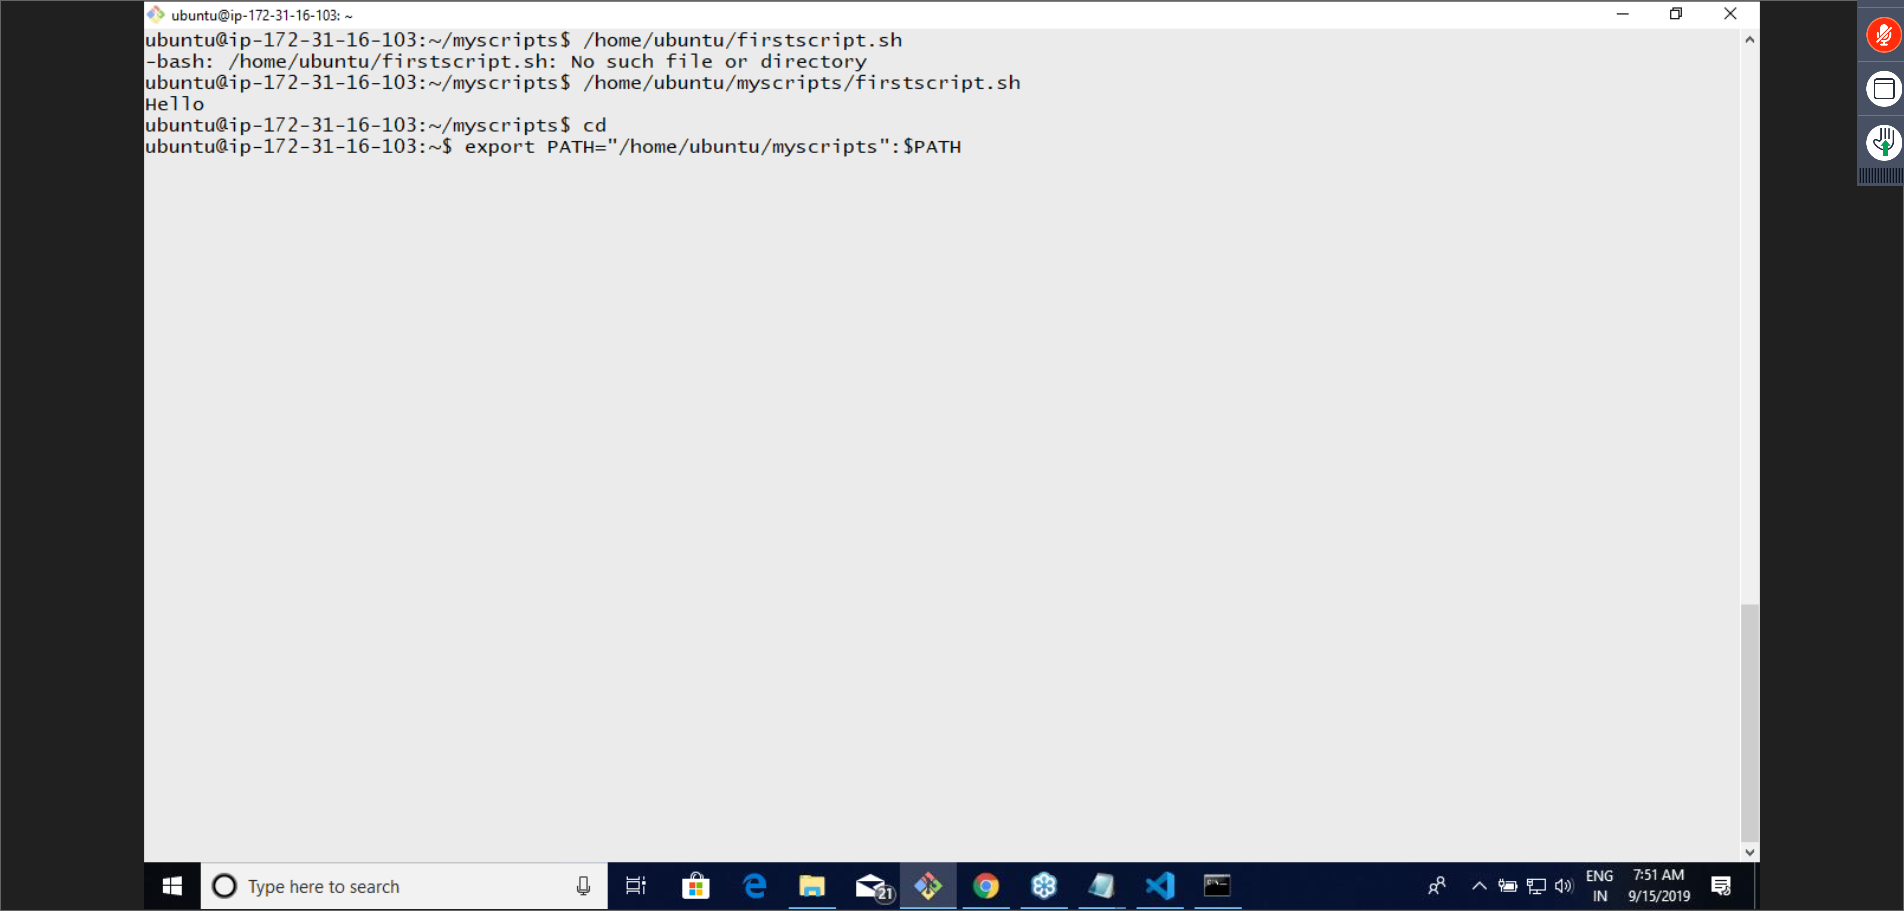 ubuntu@ip-172-31-16-103: ~
ubuntu@ip-172-31-16-103:~/myscripts$ /home/ubuntu/firstscript.sh
-bash: /home/ubuntu/firstscript.sh: No such file or directory
ubuntu@ip-172-31-16-103:~/myscripts$ /home/ubuntu/myscripts/firstscript.sh
Hello
ubuntu@ip-172-31-16-103:~/myscripts$ cd
ubuntu@ip-172-31-16-103:~$ export PATH="/home/ubuntu/myscripts":$PATH
Type here to search
21
ENG
IN
7:51 AM
9/15/2019